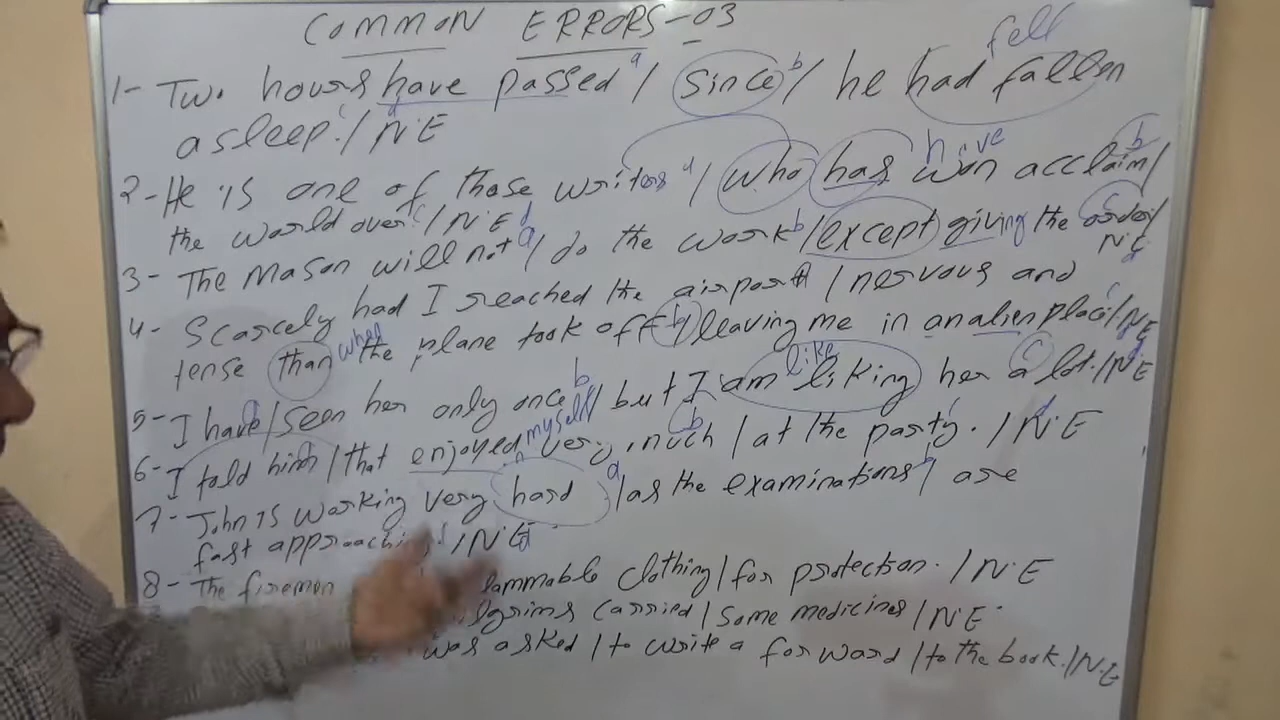 COMMON ERRORS-03
fell
1- Two hours have passed a/ since b/ he had fallen
asleep. c/ N·E d
have
2- He is one of those writers a/ who has won acclaim b/
the world over. c/ N·E d
3- The Mason will not a/ do the work b/ except giving the order c/
N·E d
4- Scarcely had I reached the airport a/ nervous and
tense than when the plane took off b/ leaving me in an alien place c/ N·E d
like
5- I have a/ seen her only once b/ but I am liking her a lot. c/ N·E d
myself
6- I told him a/ that enjoyed very much b/ at the party. c/ N·E d
7- John is working very hard a/ as the examinations b/ are
fast approaching c/ N·E d
8- The firemen lammable clothing / for protection. / N·E
ilgrims carried / some medicines / N·E
was asked / to write a forward / to the book. / N·E